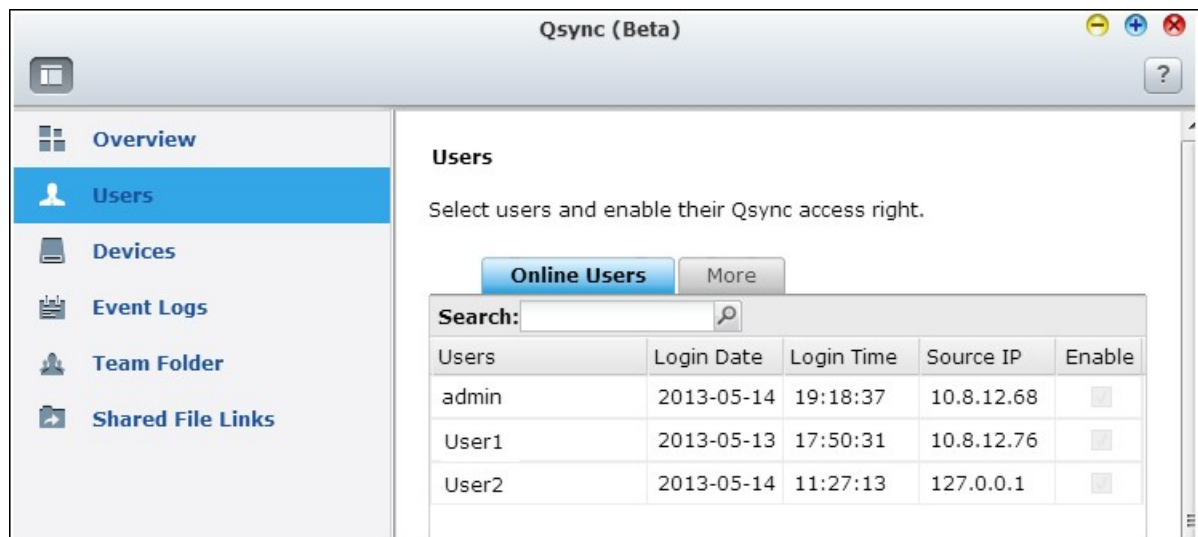 Qsync (Beta)
?
Overview
Users
Devices
Event Logs
Team Folder
Shared File Links
Users
Select users and enable their Qsync access right.
Online Users More
Search:
Users Login Date Login Time Source IP Enable
admin 2013-05-14 19:18:37 10.8.12.68
User1 2013-05-13 17:50:31 10.8.12.76
User2 2013-05-14 11:27:13 127.0.0.1